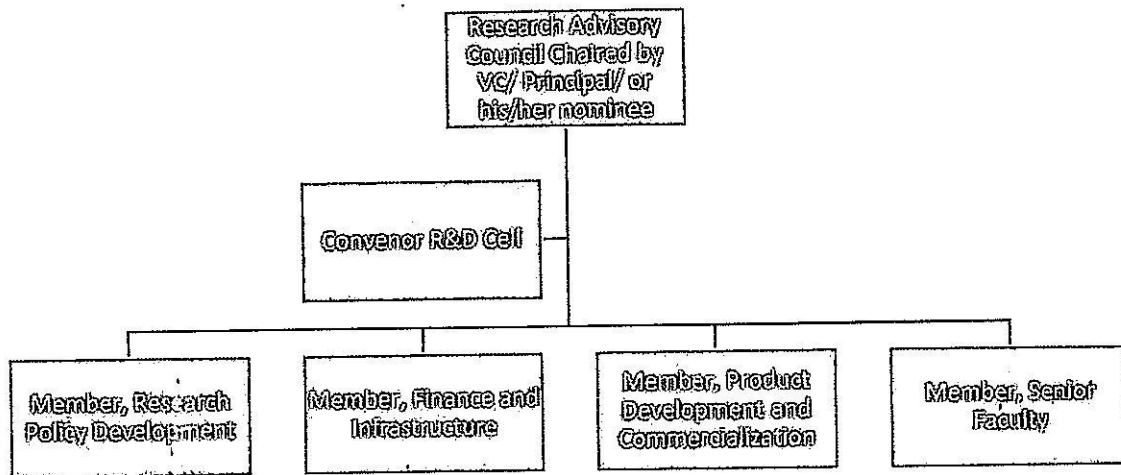 Research Advisory
Council Chaired by
VC/ Principal/ or
his/her nominee
Convenor R&D Cell
Member, Research
Policy Development
Member, Finance and
Infrastructure
Member, Product
Development and
Commercialization
Member, Senior
Faculty